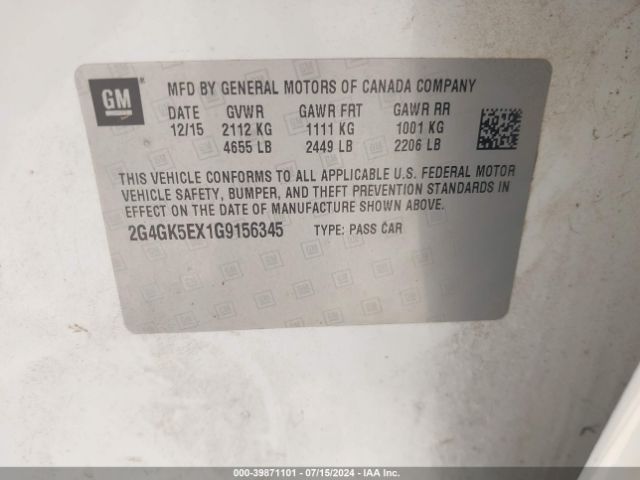 GM
MFD BY GENERAL MOTORS OF CANADA COMPANY
DATE GVWR GAWR FRT GAWR RR
12/15 2112 KG 1111 KG 1001 KG
4655 LB 2449 LB 2206 LB
THIS VEHICLE CONFORMS TO ALL APPLICABLE U.S. FEDERAL MOTOR
VEHICLE SAFETY, BUMPER, AND THEFT PREVENTION STANDARDS IN
EFFECT ON THE DATE OF MANUFACTURE SHOWN ABOVE.
2G4GK5EX1G9156345 TYPE: PASS CAR
000-39871101 - 07/15/2024 - IAA Inc.